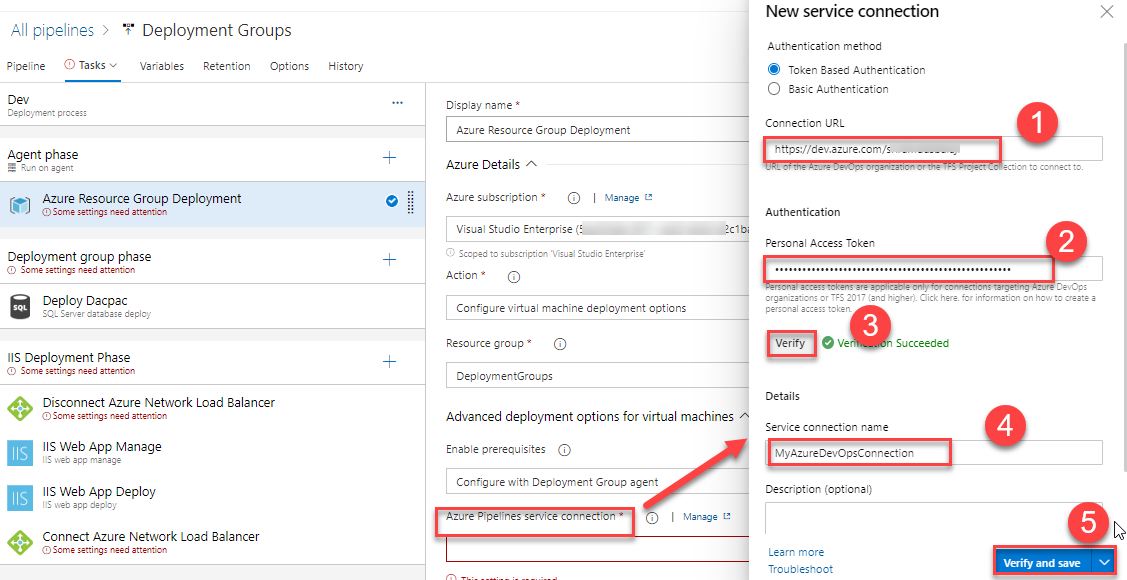 All pipelines > Deployment Groups
Pipeline
Tasks
Variables
Retention
Options
History
Dev
Deployment process
...
Agent phase
Run on agent
Azure Resource Group Deployment
Some settings need attention
Deployment group phase
Some settings need attention
SQL
Deploy Dacpac
SQL Server database deploy
IIS Deployment Phase
Some settings need attention
Disconnect Azure Network Load Balancer
Some settings need attention
IIS
IIS Web App Manage
IIS web app manage
IIS
IIS Web App Deploy
IIS web app deploy
Connect Azure Network Load Balancer
Some settings need attention
Display name *
Azure Resource Group Deployment
Azure Details
Azure subscription * | Manage
Visual Studio Enterprise (
Scoped to subscription 'Visual Studio Enterprise'
Action *
Configure virtual machine deployment options
Resource group *
DeploymentGroups
Advanced deployment options for virtual machines
Enable prerequisites
Configure with Deployment Group agent
Azure Pipelines service connection * | Manage
This setting is required
New service connection
Authentication method
Token Based Authentication
Basic Authentication
Connection URL
1
https://dev.azure.com/
URL of the Azure DevOps organization or the TFS Project Collection to connect to.
Authentication
Personal Access Token
2
••••••••••••••••••••••••••••••••••••••••••••••••••••
Personal access tokens are applicable only for connections targeting Azure DevOps
organizations or TFS 2017 (and higher). Click here. for information on how to create a
personal access token.
3
Verify
Verification Succeeded
Details
Service connection name
4
MyAzureDevOpsConnection
Description (optional)
5
Learn more
Troubleshoot
Verify and save